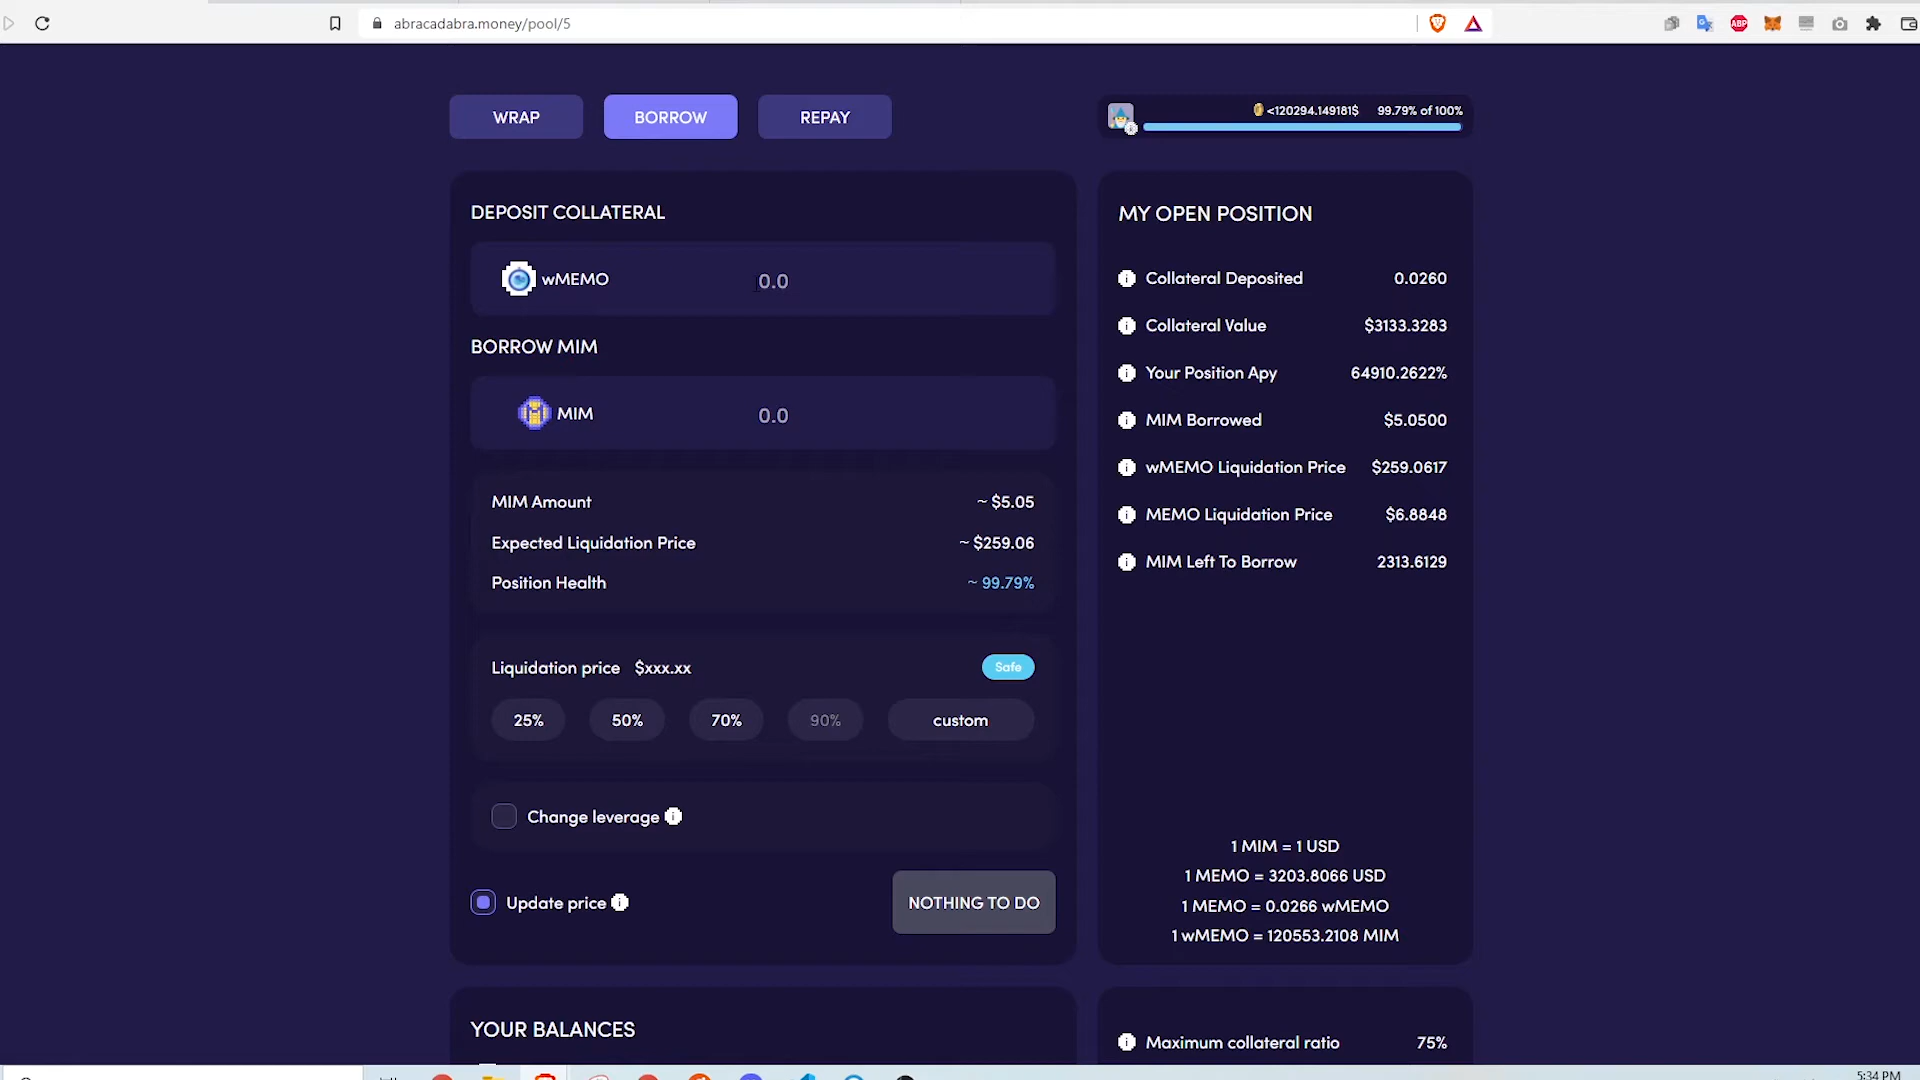 abracadabra.money/pool/5
ABP
WRAP
BORROW
REPAY
<120294.149181$ 99.79% of 100%
DEPOSIT COLLATERAL
wMEMO 0.0
BORROW MIM
MIM 0.0
MIM Amount ~ $5.05
Expected Liquidation Price ~ $259.06
Position Health ~ 99.79%
Liquidation price $xxx.xx Safe
25% 50% 70% 90% custom
Change leverage
Update price
NOTHING TO DO
MY OPEN POSITION
Collateral Deposited 0.0260
Collateral Value $3133.3283
Your Position Apy 64910.2622%
MIM Borrowed $5.0500
wMEMO Liquidation Price $259.0617
MEMO Liquidation Price $6.8848
MIM Left To Borrow 2313.6129
1 MIM = 1 USD
1 MEMO = 3203.8066 USD
1 MEMO = 0.0266 wMEMO
1 wMEMO = 120553.2108 MIM
YOUR BALANCES
Maximum collateral ratio 75%
5:34 PM